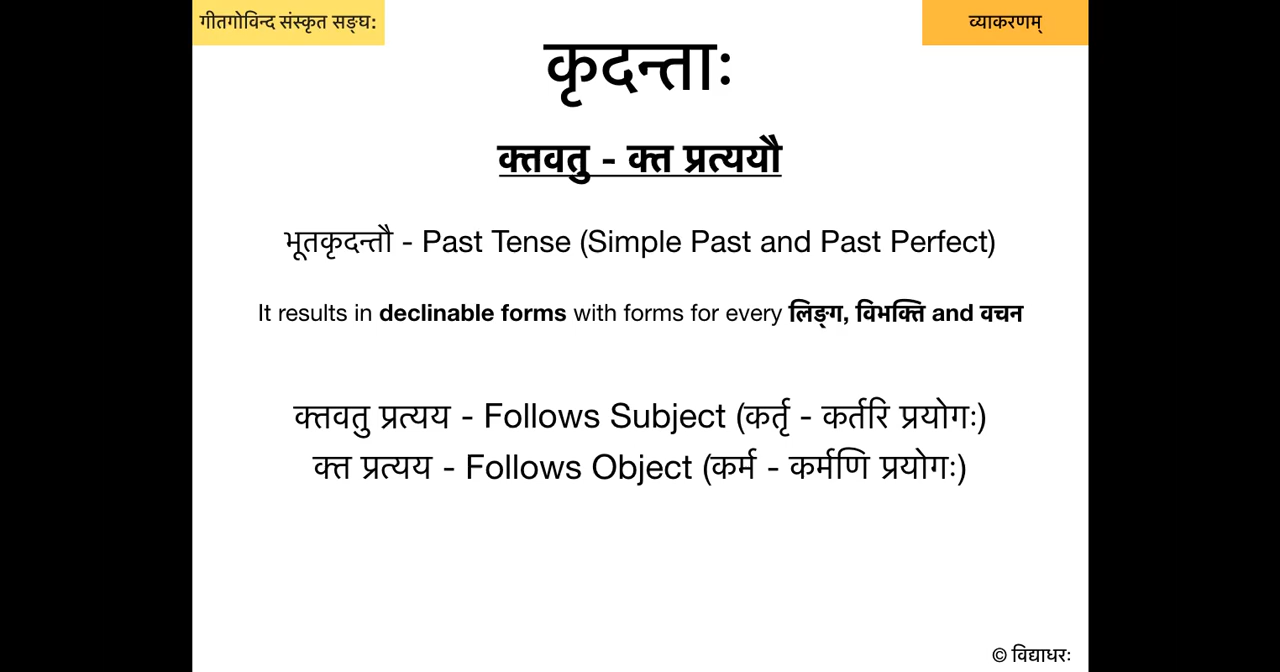 गीतगोविन्द संस्कृत सङ्घः
व्याकरणम्
कृदन्ताः
क्तवतु - क्त प्रत्ययौ
भूतकृदन्तौ - Past Tense (Simple Past and Past Perfect)
It results in declinable forms with forms for every लिङ्ग, विभक्ति and वचन
क्तवतु प्रत्यय - Follows Subject (कर्तृ - कर्तरि प्रयोगः)
क्त प्रत्यय - Follows Object (कर्म - कर्मणि प्रयोगः)
© विद्याधरः